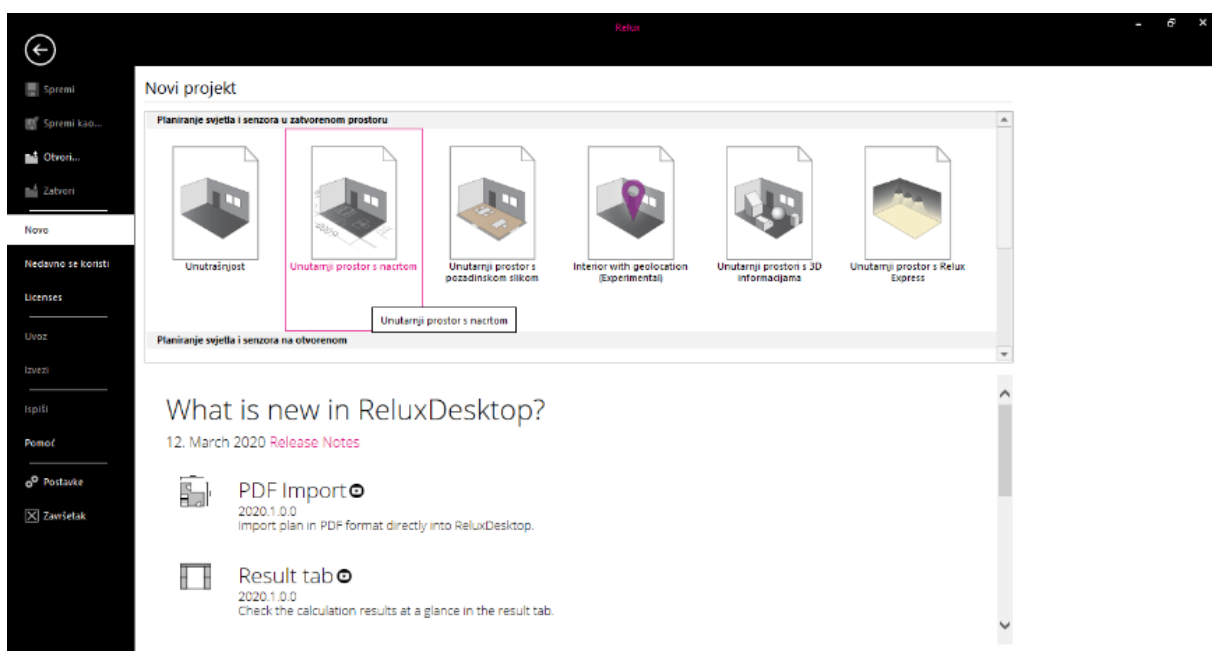 Relux
Spremi
Spremi kao...
Otvori...
Zatvori
Novo
Nedavno se koristi
Licenses
Uvoz
Izvezi
Ispiši
Pomoć
Postavke
Završetak
Novi projekt
Planiranje svjetla i senzora u zatvorenom prostoru
Unutrašnjost
Unutarnji prostor s nacrtom
Unutarnji prostor s
pozadinskom slikom
Interior with geolocation
(Experimental)
Unutarnji prostori s 3D
informacijama
Unutarnji prostor s Relux
Express
Unutarnji prostor s nacrtom
Planiranje svjetla i senzora na otvorenom
What is new in ReluxDesktop?
12. March 2020 Release Notes
PDF Import
2020.1.0.0
Import plan in PDF format directly into ReluxDesktop.
Result tab
2020.1.0.0
Check the calculation results at a glance in the result tab.